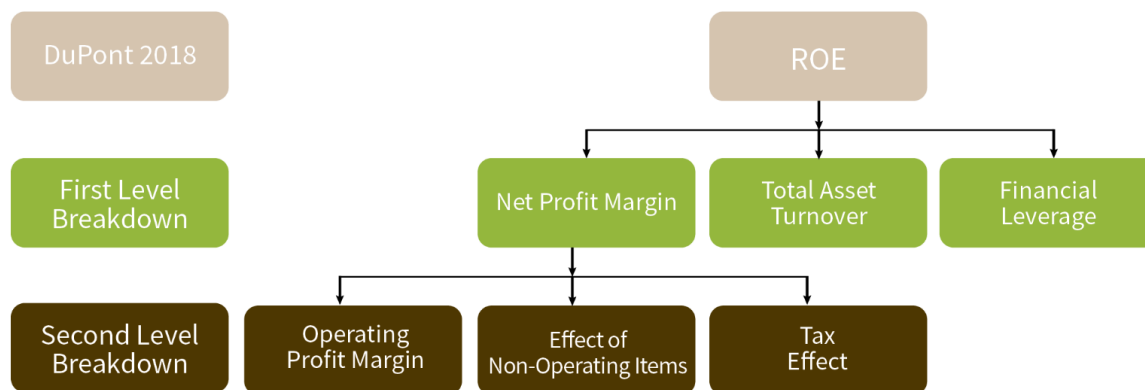 DuPont 2018
ROE
First Level
Breakdown
Net Profit Margin
Total Asset
Turnover
Financial
Leverage
Second Level
Breakdown
Operating
Profit Margin
Effect of
Non-Operating Items
Tax
Effect